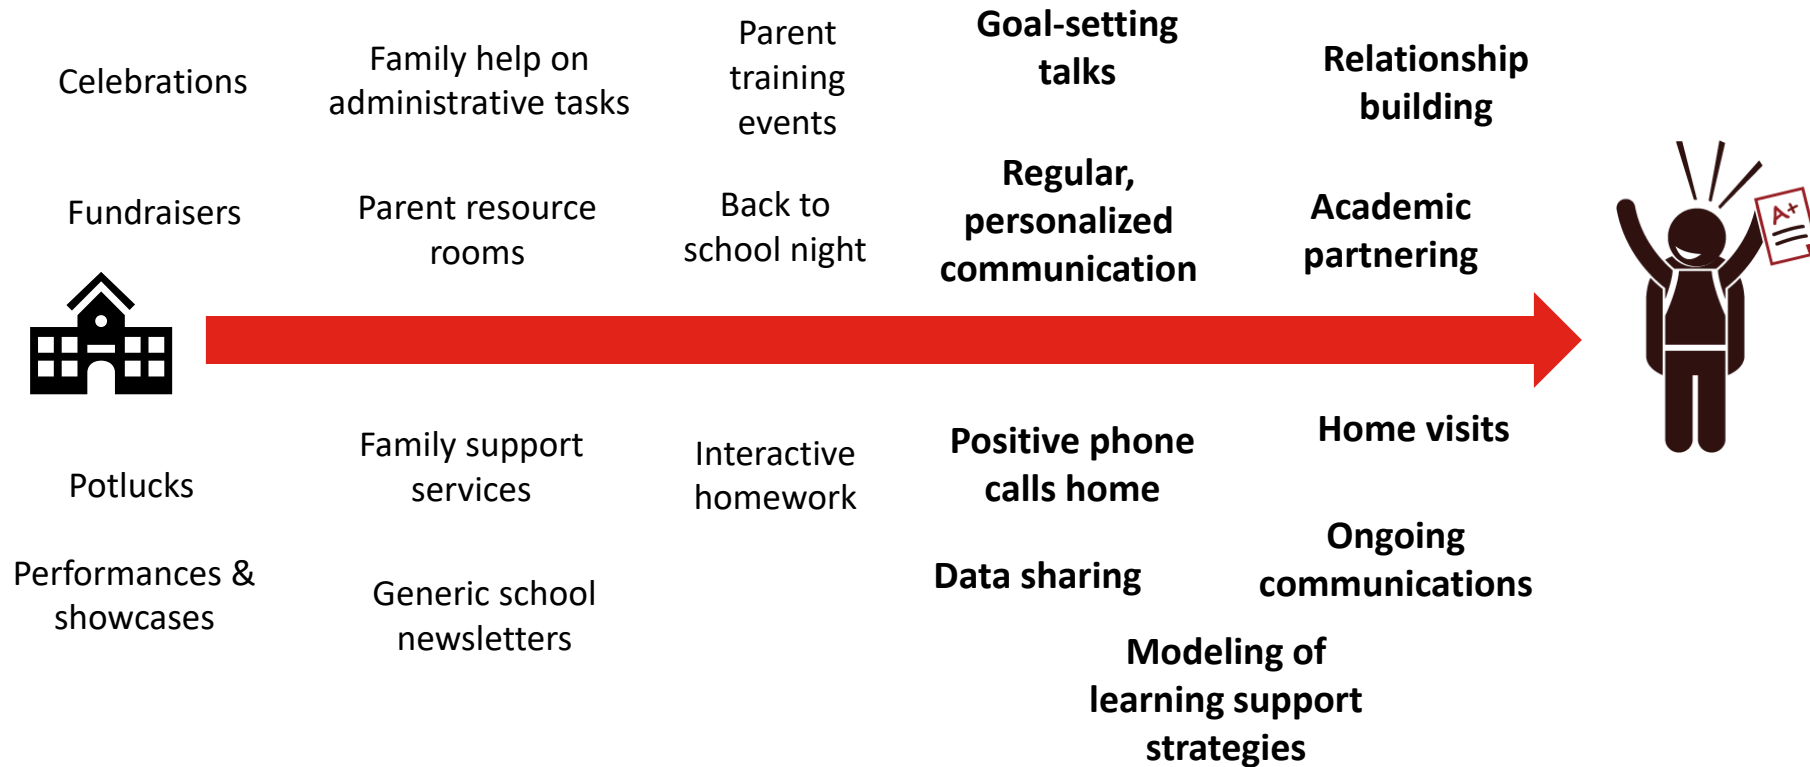 Celebrations
Family help on
administrative tasks
Parent
training
events
Goal-setting
talks
Relationship
building
Fundraisers
Parent resource
rooms
Back to
school night
Regular,
personalized
communication
Academic
partnering
A+
Potlucks
Family support
services
Interactive
homework
Positive phone
calls home
Home visits
Performances &
showcases
Generic school
newsletters
Data sharing
Ongoing
communications
Modeling of
learning support
strategies